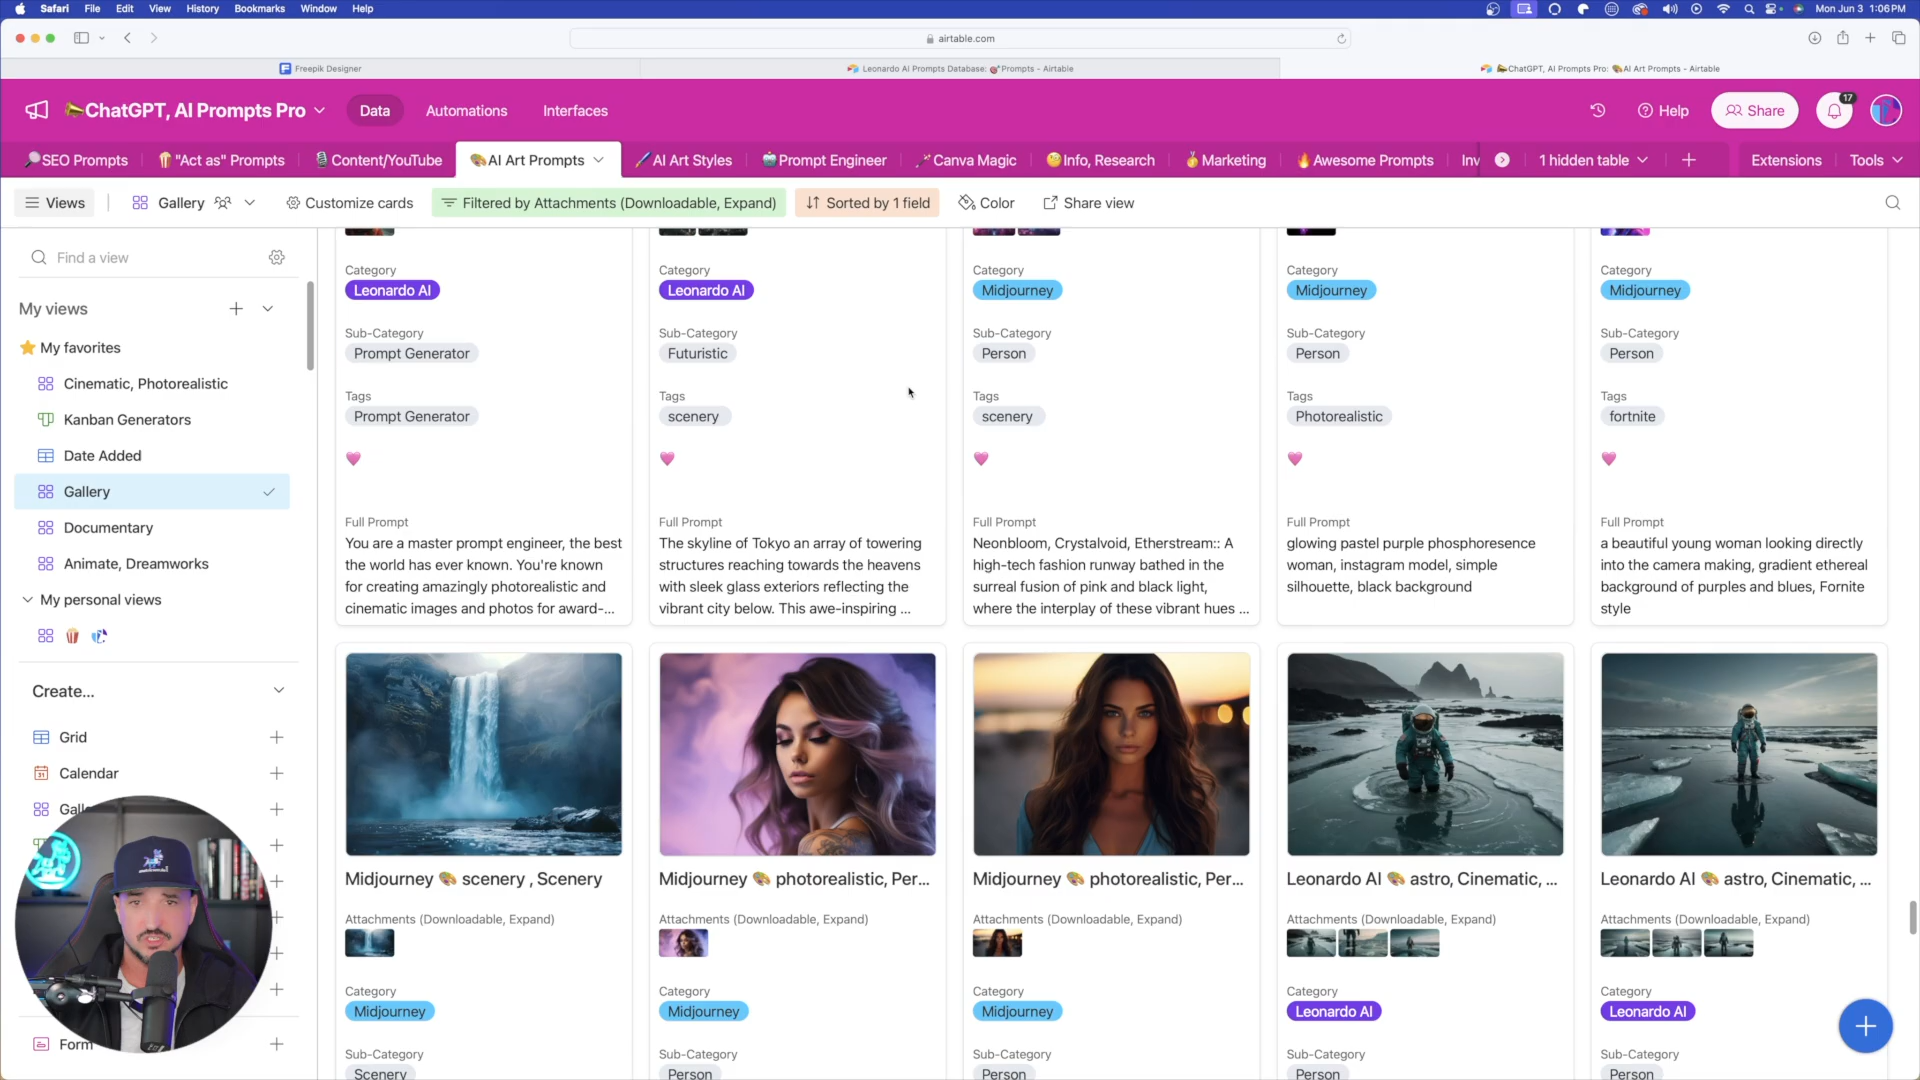 Safari File Edit View History Bookmarks Window Help
Mon Jun 3 1:06PM
airtable.com
Freepik Designer
Leonardo AI Prompts Database: 🎯Prompts - Airtable
ChatGPT, AI Prompts Pro: 🎨AI Art Prompts - Airtable
ChatGPT, AI Prompts Pro
Data Automations Interfaces
Help Share 17
🔎SEO Prompts 🍿"Act as" Prompts 🎙Content/YouTube 🎨AI Art Prompts 🖌AI Art Styles Prompt Engineer Canva Magic Info, Research 🥇Marketing 🔥Awesome Prompts Inv 1 hidden table + Extensions Tools
Views Gallery Customize cards Filtered by Attachments (Downloadable, Expand) Sorted by 1 field Color Share view
Find a view
My views
My favorites
Cinematic, Photorealistic
Kanban Generators
Date Added
Gallery
Documentary
Animate, Dreamworks
My personal views
Create...
Grid
Calendar
Gall
Form
Category Category Category Category Category
Leonardo AI Leonardo AI Midjourney Midjourney Midjourney
Sub-Category Sub-Category Sub-Category Sub-Category Sub-Category
Prompt Generator Futuristic Person Person Person
Tags Tags Tags Tags Tags
Prompt Generator scenery scenery Photorealistic fortnite
Full Prompt
You are a master prompt engineer, the best
the world has ever known. You're known
for creating amazingly photorealistic and
cinematic images and photos for award-...
Full Prompt
The skyline of Tokyo an array of towering
structures reaching towards the heavens
with sleek glass exteriors reflecting the
vibrant city below. This awe-inspiring ...
Full Prompt
Neonbloom, Crystalvoid, Etherstream:: A
high-tech fashion runway bathed in the
surreal fusion of pink and black light,
where the interplay of these vibrant hues ...
Full Prompt
glowing pastel purple phosphoresence
woman, instagram model, simple
silhouette, black background
Full Prompt
a beautiful young woman looking directly
into the camera making, gradient ethereal
background of purples and blues, Fornite
style
Midjourney 🎨 scenery , Scenery
Attachments (Downloadable, Expand)
Category
Midjourney
Sub-Category
Scenery
Midjourney 🎨 photorealistic, Per...
Attachments (Downloadable, Expand)
Category
Midjourney
Sub-Category
Person
Midjourney 🎨 photorealistic, Per...
Attachments (Downloadable, Expand)
Category
Midjourney
Sub-Category
Person
Leonardo AI 🎨 astro, Cinematic, ...
Attachments (Downloadable, Expand)
Category
Leonardo AI
Sub-Category
Person
Leonardo AI 🎨 astro, Cinematic, ...
Attachments (Downloadable, Expand)
Category
Leonardo AI
Sub-Category
Person